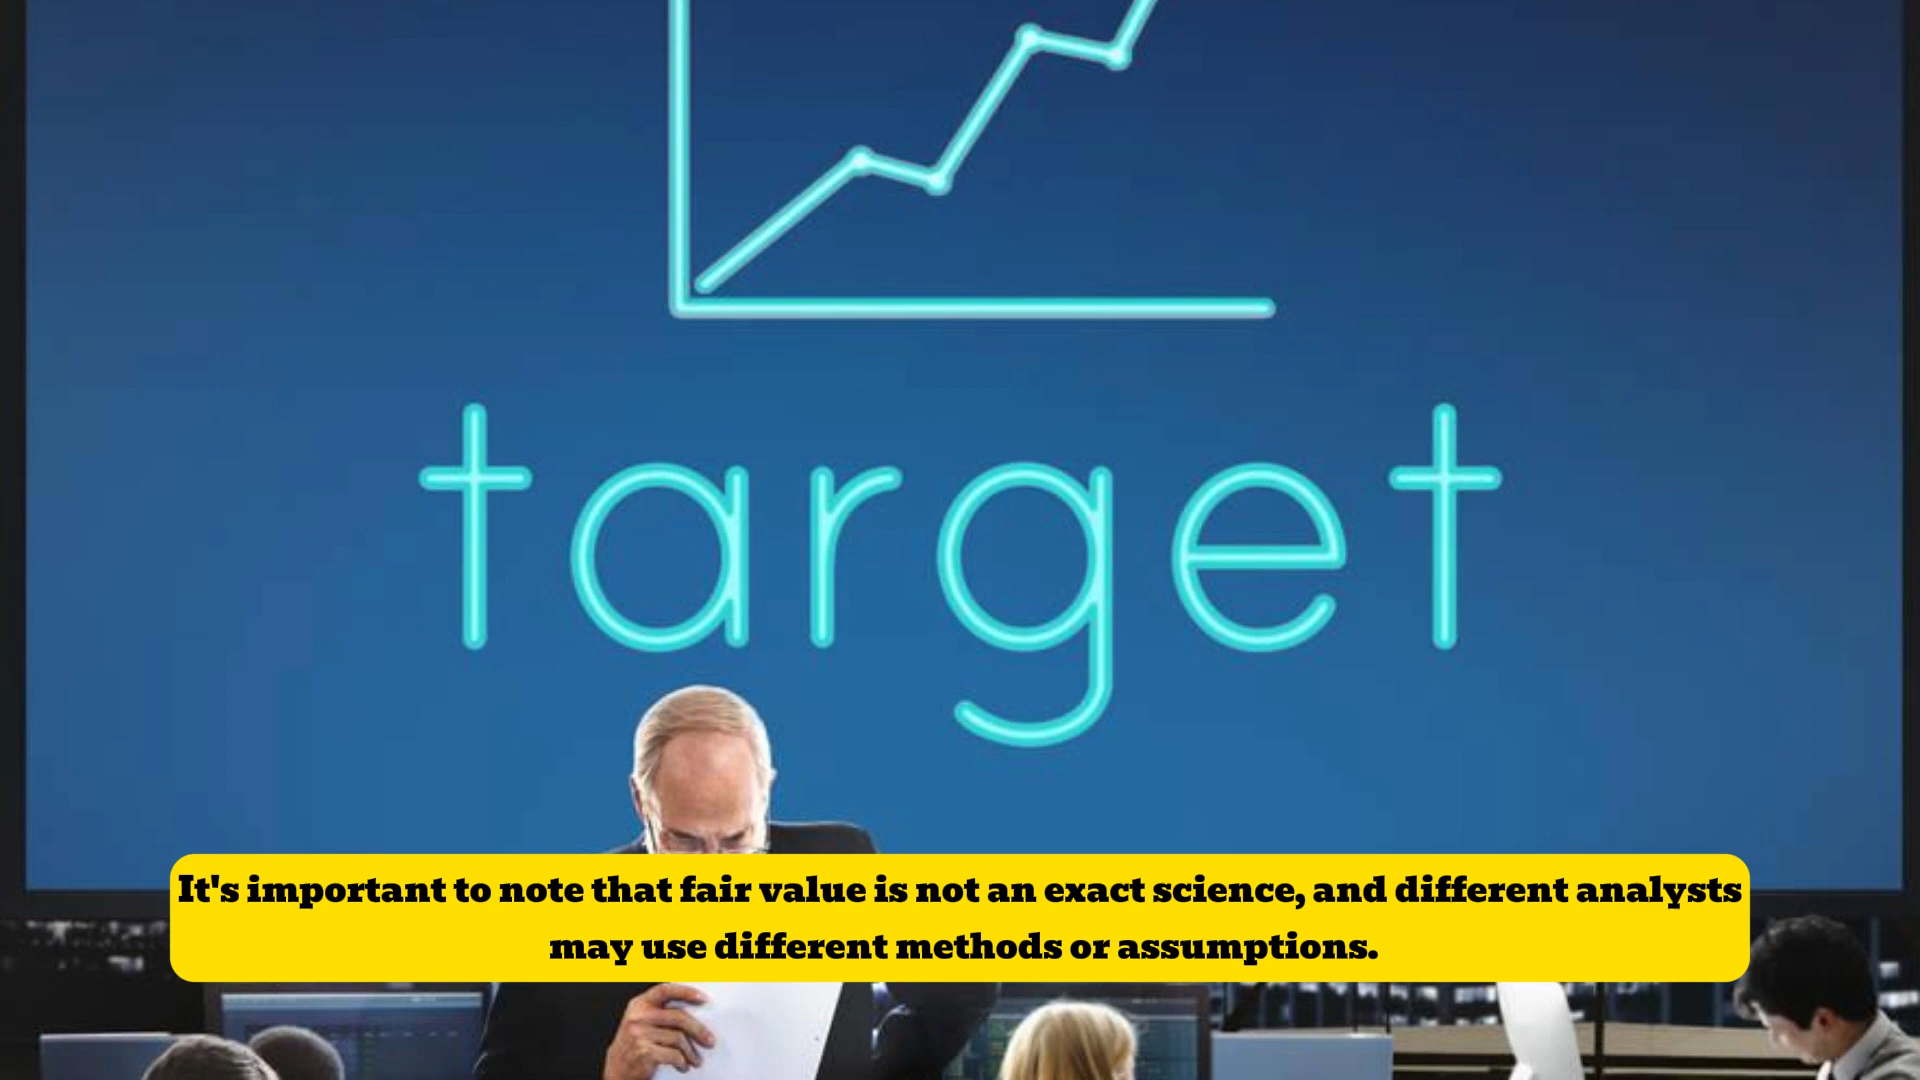 target
It's important to note that fair value is not an exact science, and different analysts
may use different methods or assumptions.